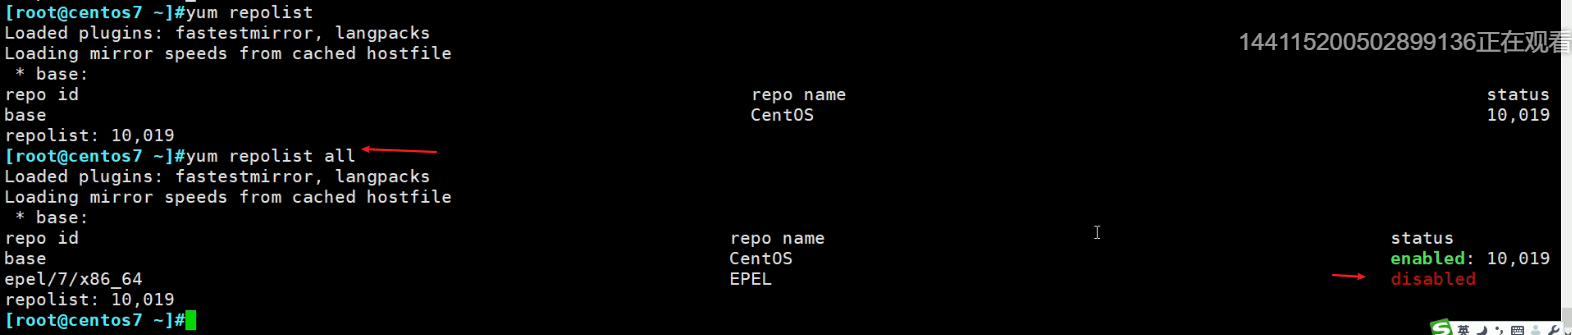 [root@centos7 ~]#yum repolist
Loaded plugins: fastestmirror, langpacks
Loading mirror speeds from cached hostfile
144115200502899136正在观看
 * base:
repo id repo name status
base CentOS 10,019
repolist: 10,019
[root@centos7 ~]#yum repolist all
Loaded plugins: fastestmirror, langpacks
Loading mirror speeds from cached hostfile
 * base:
repo id repo name status
base CentOS enabled: 10,019
epel/7/x86_64 EPEL disabled
repolist: 10,019
[root@centos7 ~]#
英